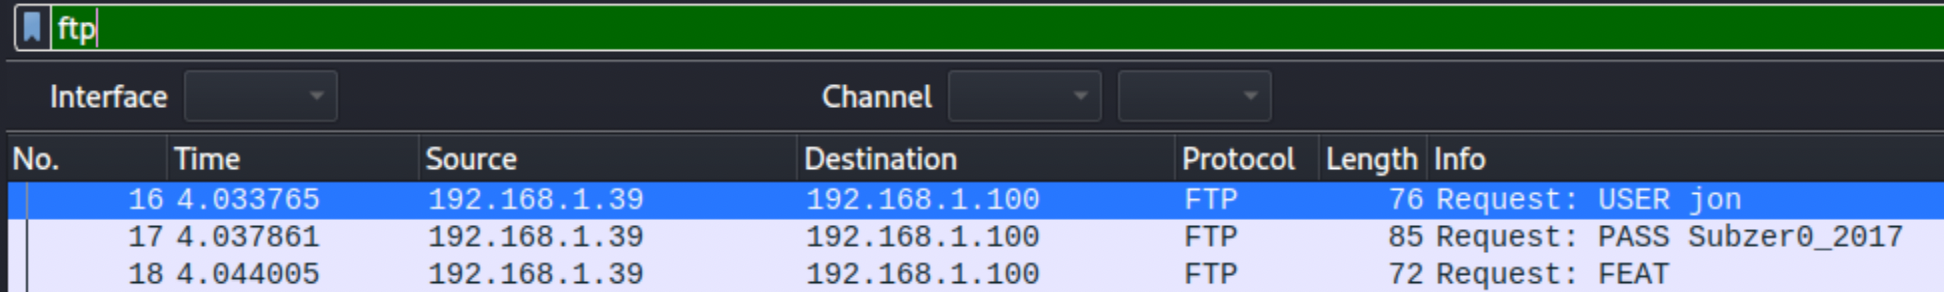 ftp
Interface Channel
No. Time Source Destination Protocol Length Info
16 4.033765 192.168.1.39 192.168.1.100 FTP 76 Request: USER jon
17 4.037861 192.168.1.39 192.168.1.100 FTP 85 Request: PASS Subzer0_2017
18 4.044005 192.168.1.39 192.168.1.100 FTP 72 Request: FEAT